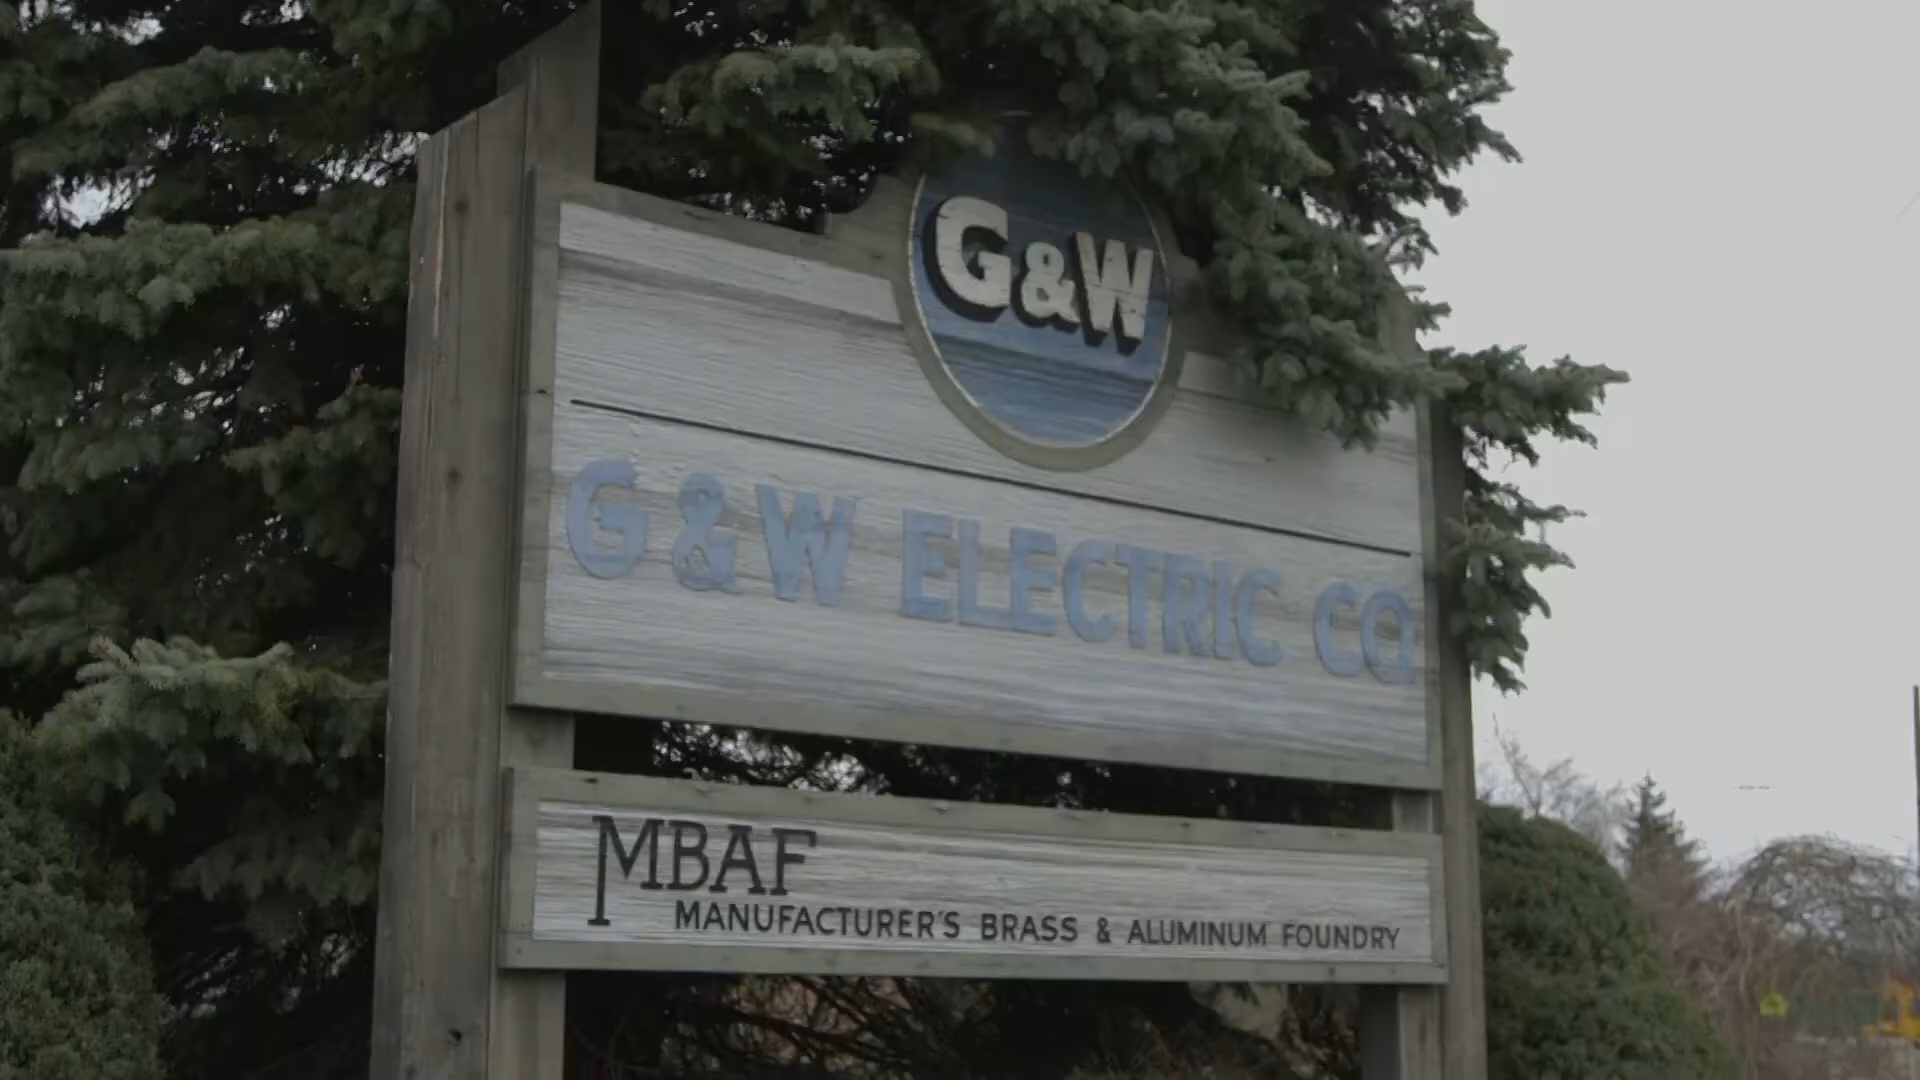 G&W
G & W ELECTRIC CO
MBAF
MANUFACTURER'S BRASS & ALUMINUM FOUNDRY